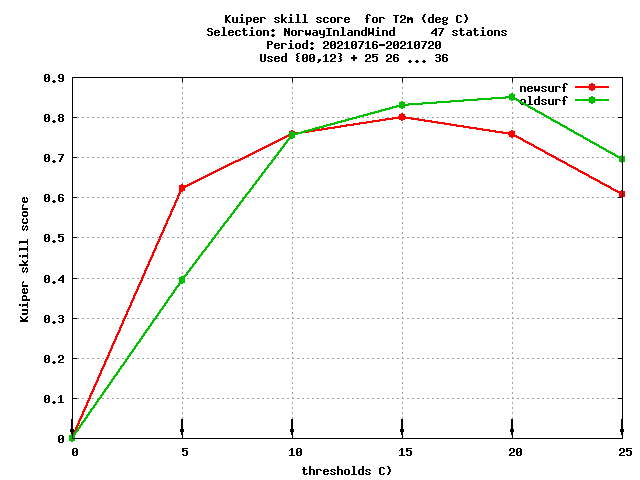 Kuiper skill score  for T2m (deg C)
Selection: NorwayInlandWind     47 stations
Period: 20210716-20210720
Used {00,12} + 25 26 ... 36
newsurf
oldsurf
0.9
0.8
0.7
0.6
0.5
0.4
0.3
0.2
0.1
0
Kuiper skill score
0 5 10 15 20 25
thresholds C)